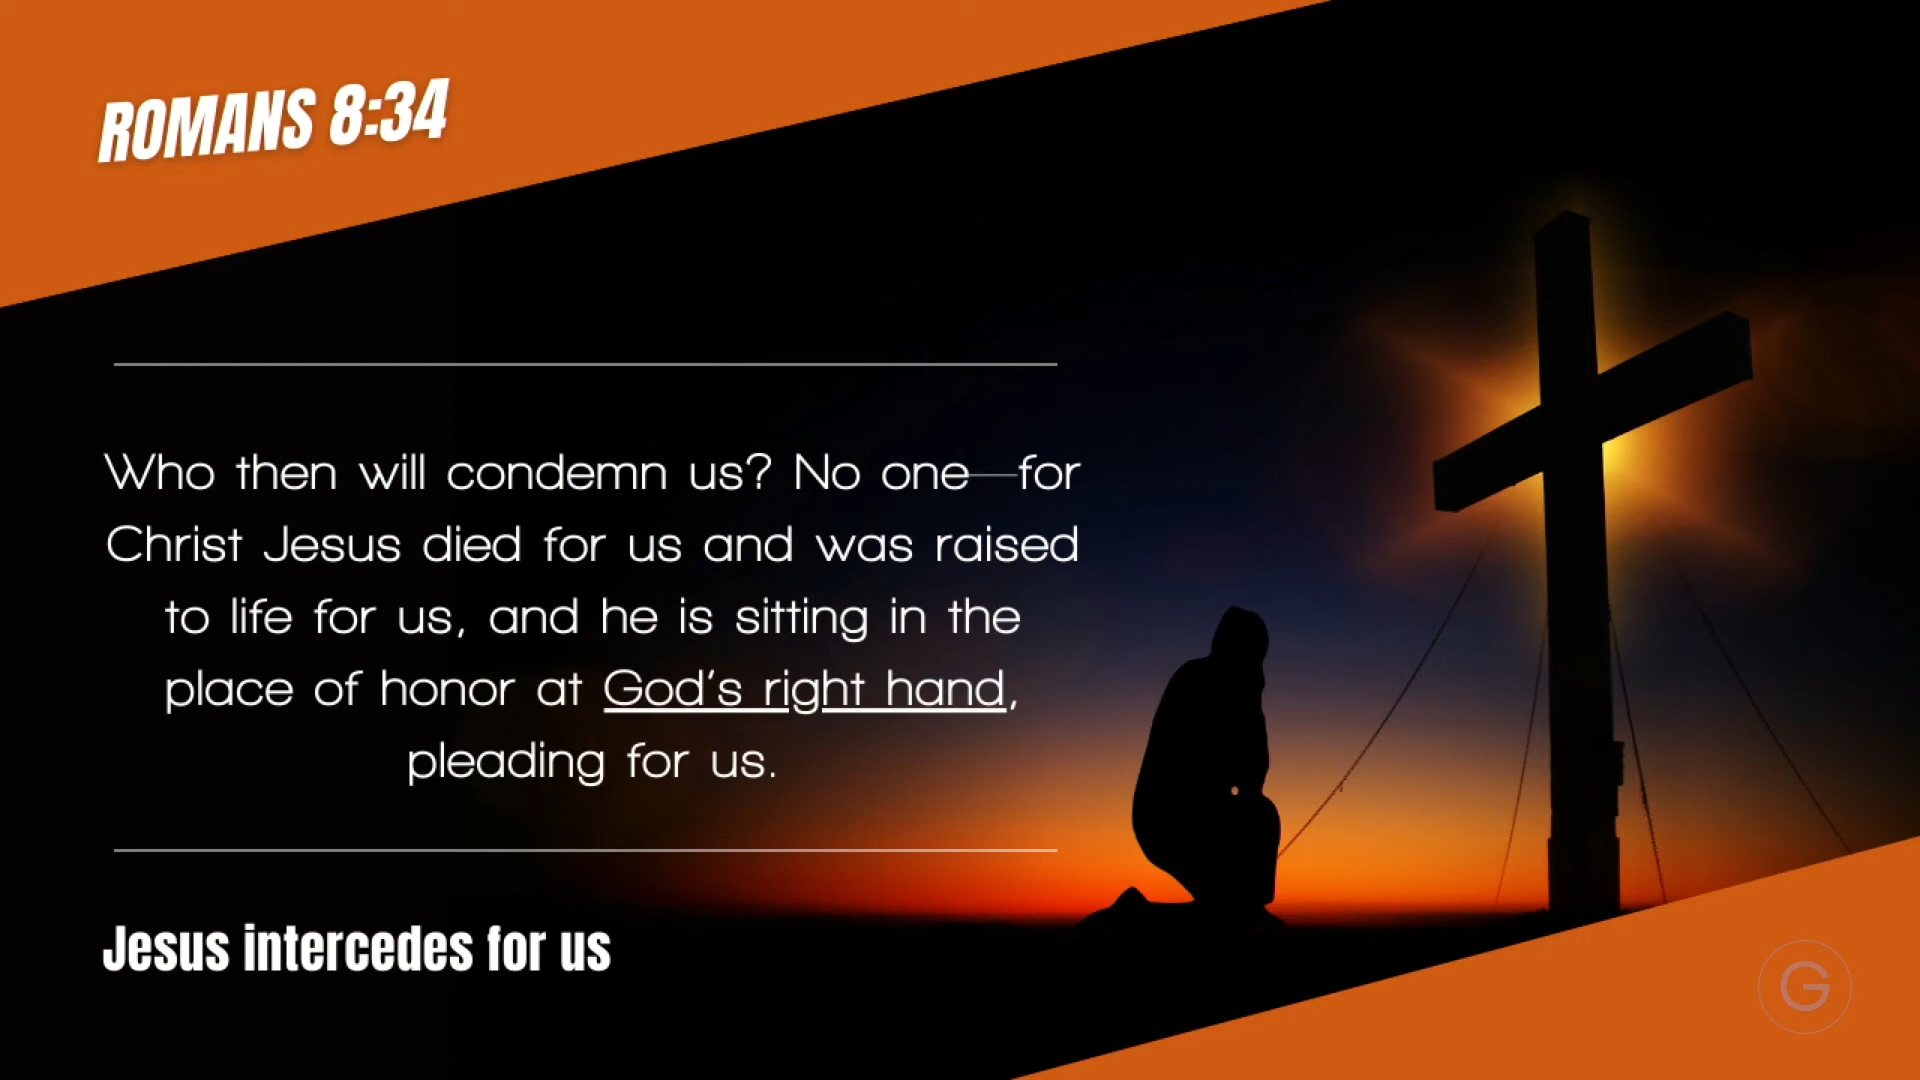 ROMANS 8:34
Who then will condemn us? No one—for
Christ Jesus died for us and was raised
to life for us, and he is sitting in the
place of honor at God’s right hand,
pleading for us.
Jesus intercedes for us
G